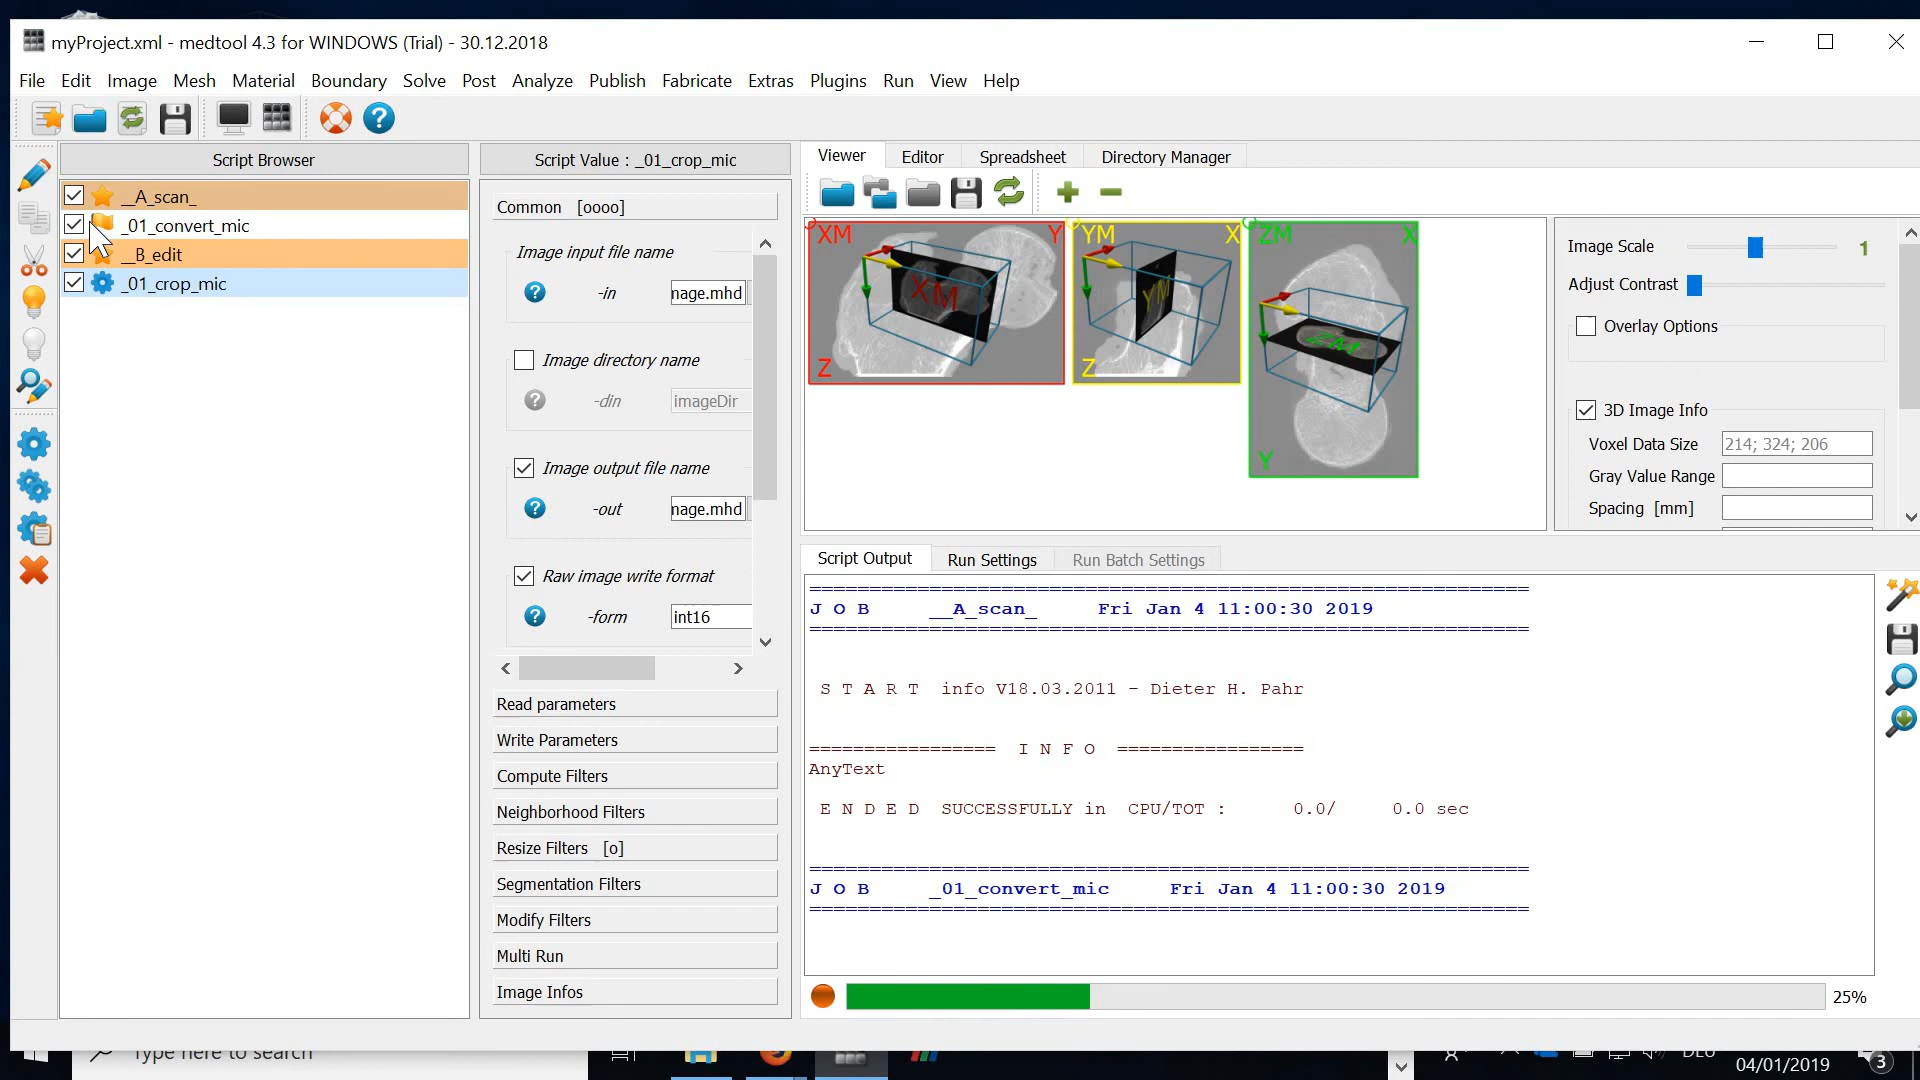 myProject.xml - medtool 4.3 for WINDOWS (Trial) - 30.12.2018
File Edit Image Mesh Material Boundary Solve Post Analyze Publish Fabricate Extras Plugins Run View Help
Script Browser
__A_scan_
_01_convert_mic
__B_edit
_01_crop_mic
Script Value : _01_crop_mic
Common [oooo]
Image input file name
-in nage.mhd
Image directory name
-din imageDir
Image output file name
-out nage.mhd
Raw image write format
-form int16
Read parameters
Write Parameters
Compute Filters
Neighborhood Filters
Resize Filters [o]
Segmentation Filters
Modify Filters
Multi Run
Image Infos
Viewer Editor Spreadsheet Directory Manager
XM Y
XM
Z
YM X
YM
Z
ZM X
ZM
Y
Image Scale 1
Adjust Contrast
Overlay Options
3D Image Info
Voxel Data Size 214; 324; 206
Gray Value Range
Spacing [mm]
Script Output Run Settings Run Batch Settings
================================================================
J O B __A_scan_ Fri Jan 4 11:00:30 2019
================================================================
S T A R T info V18.03.2011 - Dieter H. Pahr
================= I N F O =================
AnyText
E N D E D SUCCESSFULLY in CPU/TOT : 0.0/ 0.0 sec
================================================================
J O B _01_convert_mic Fri Jan 4 11:00:30 2019
================================================================
25%
Type here to search
DEU
04/01/2019
3